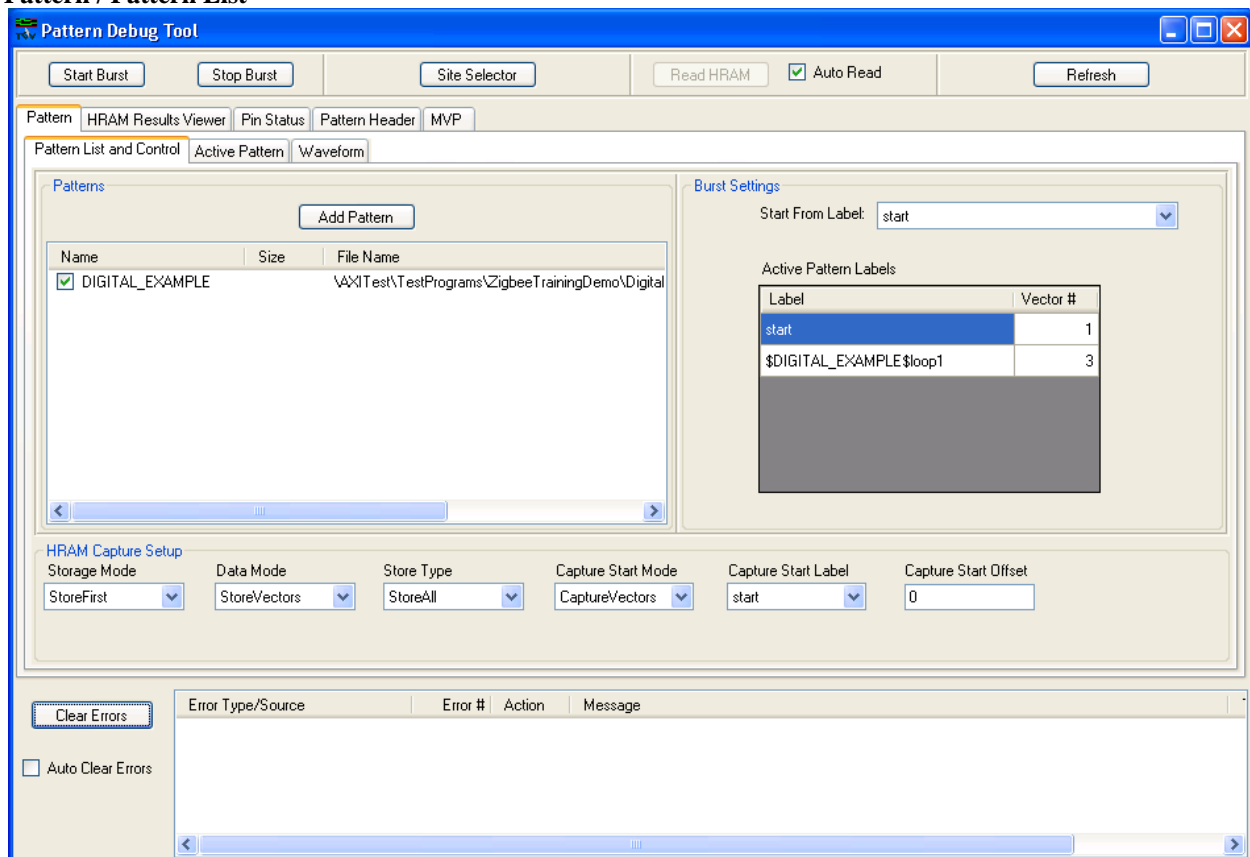 Pattern / Pattern List
Pattern Debug Tool
Start Burst Stop Burst Site Selector Read HRAM Auto Read Refresh
Pattern HRAM Results Viewer Pin Status Pattern Header MVP
Pattern List and Control Active Pattern Waveform
Patterns
Add Pattern
Name Size File Name
DIGITAL_EXAMPLE \AXITest\TestPrograms\ZigbeeTrainingDemo\Digital
Burst Settings
Start From Label: start
Active Pattern Labels
Label Vector #
start 1
$DIGITAL_EXAMPLE$loop1 3
HRAM Capture Setup
Storage Mode Data Mode Store Type Capture Start Mode Capture Start Label Capture Start Offset
StoreFirst StoreVectors StoreAll CaptureVectors start 0
Clear Errors
Auto Clear Errors
Error Type/Source Error # Action Message